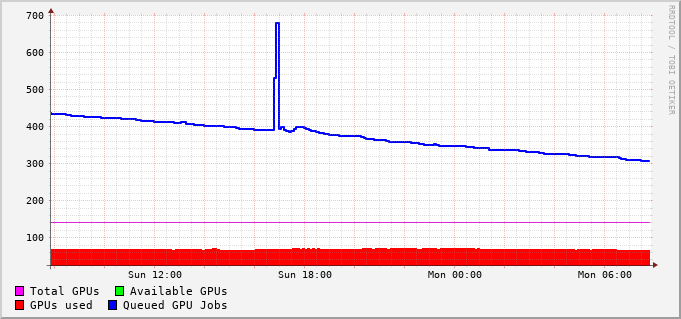 RRDTOOL / TOBI OETIKER
700
600
500
400
300
200
100
Sun 12:00 Sun 18:00 Mon 00:00 Mon 06:00
Total GPUs Available GPUs
GPUs used Queued GPU Jobs